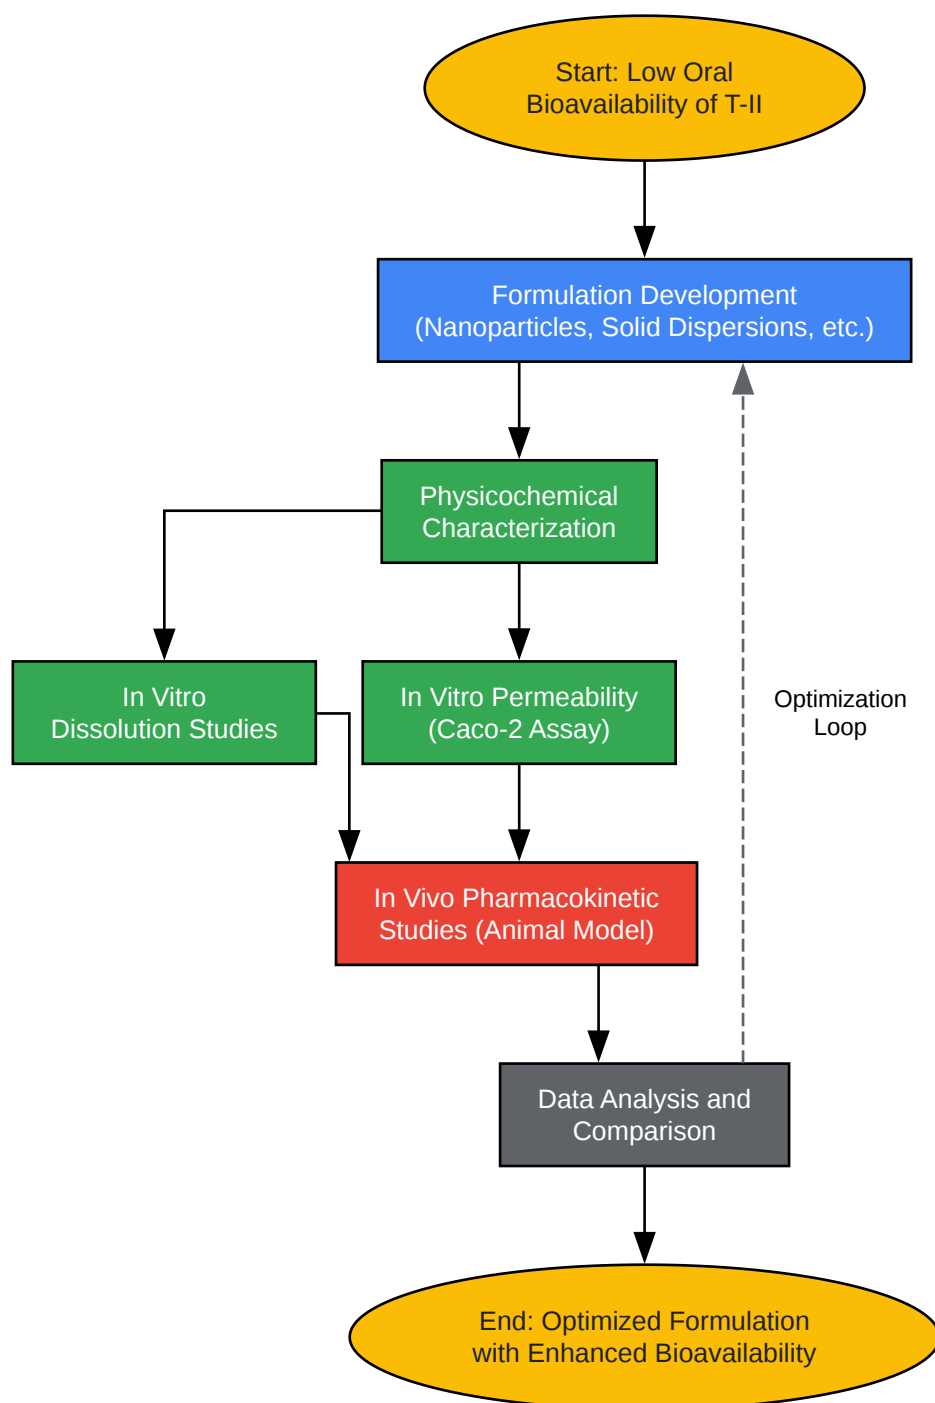 Start: Low Oral
Bioavailability of T-II
Formulation Development
(Nanoparticles, Solid Dispersions, etc.)
Physicochemical
Characterization
In Vitro
Dissolution Studies
In Vitro Permeability
(Caco-2 Assay)
Optimization
Loop
In Vivo Pharmacokinetic
Studies (Animal Model)
Data Analysis and
Comparison
End: Optimized Formulation
with Enhanced Bioavailability